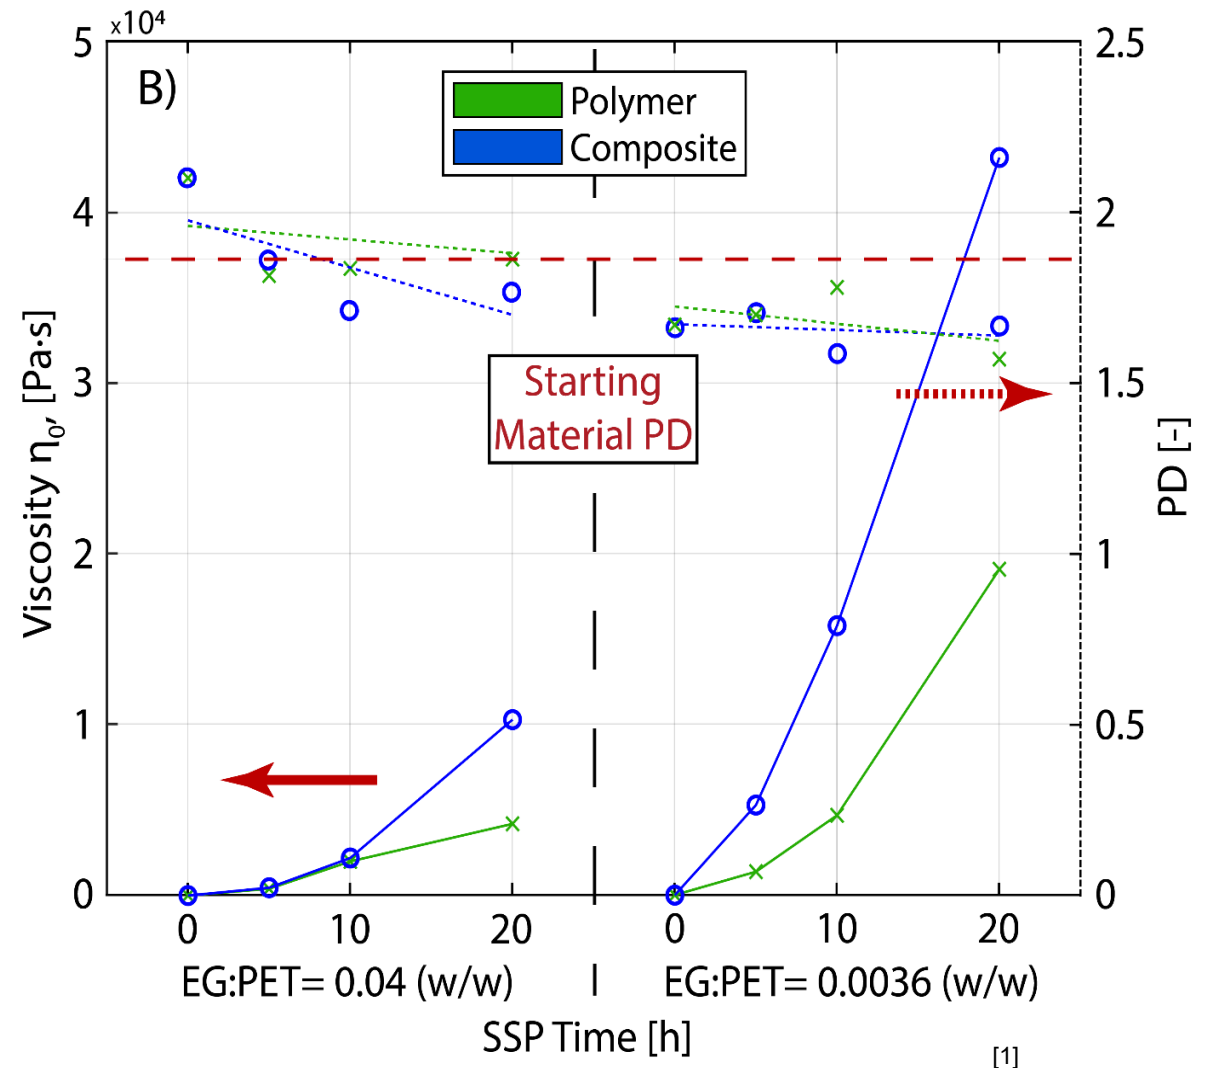 ×10⁴
B)
Polymer
Composite
Starting
Material PD
Viscosity η₀, [Pa·s]
5
4
3
2
1
0
2.5
2
1.5
1
0.5
0
PD [-]
0 10 20 0 10 20
EG:PET= 0.04 (w/w) EG:PET= 0.0036 (w/w)
SSP Time [h]
[1]